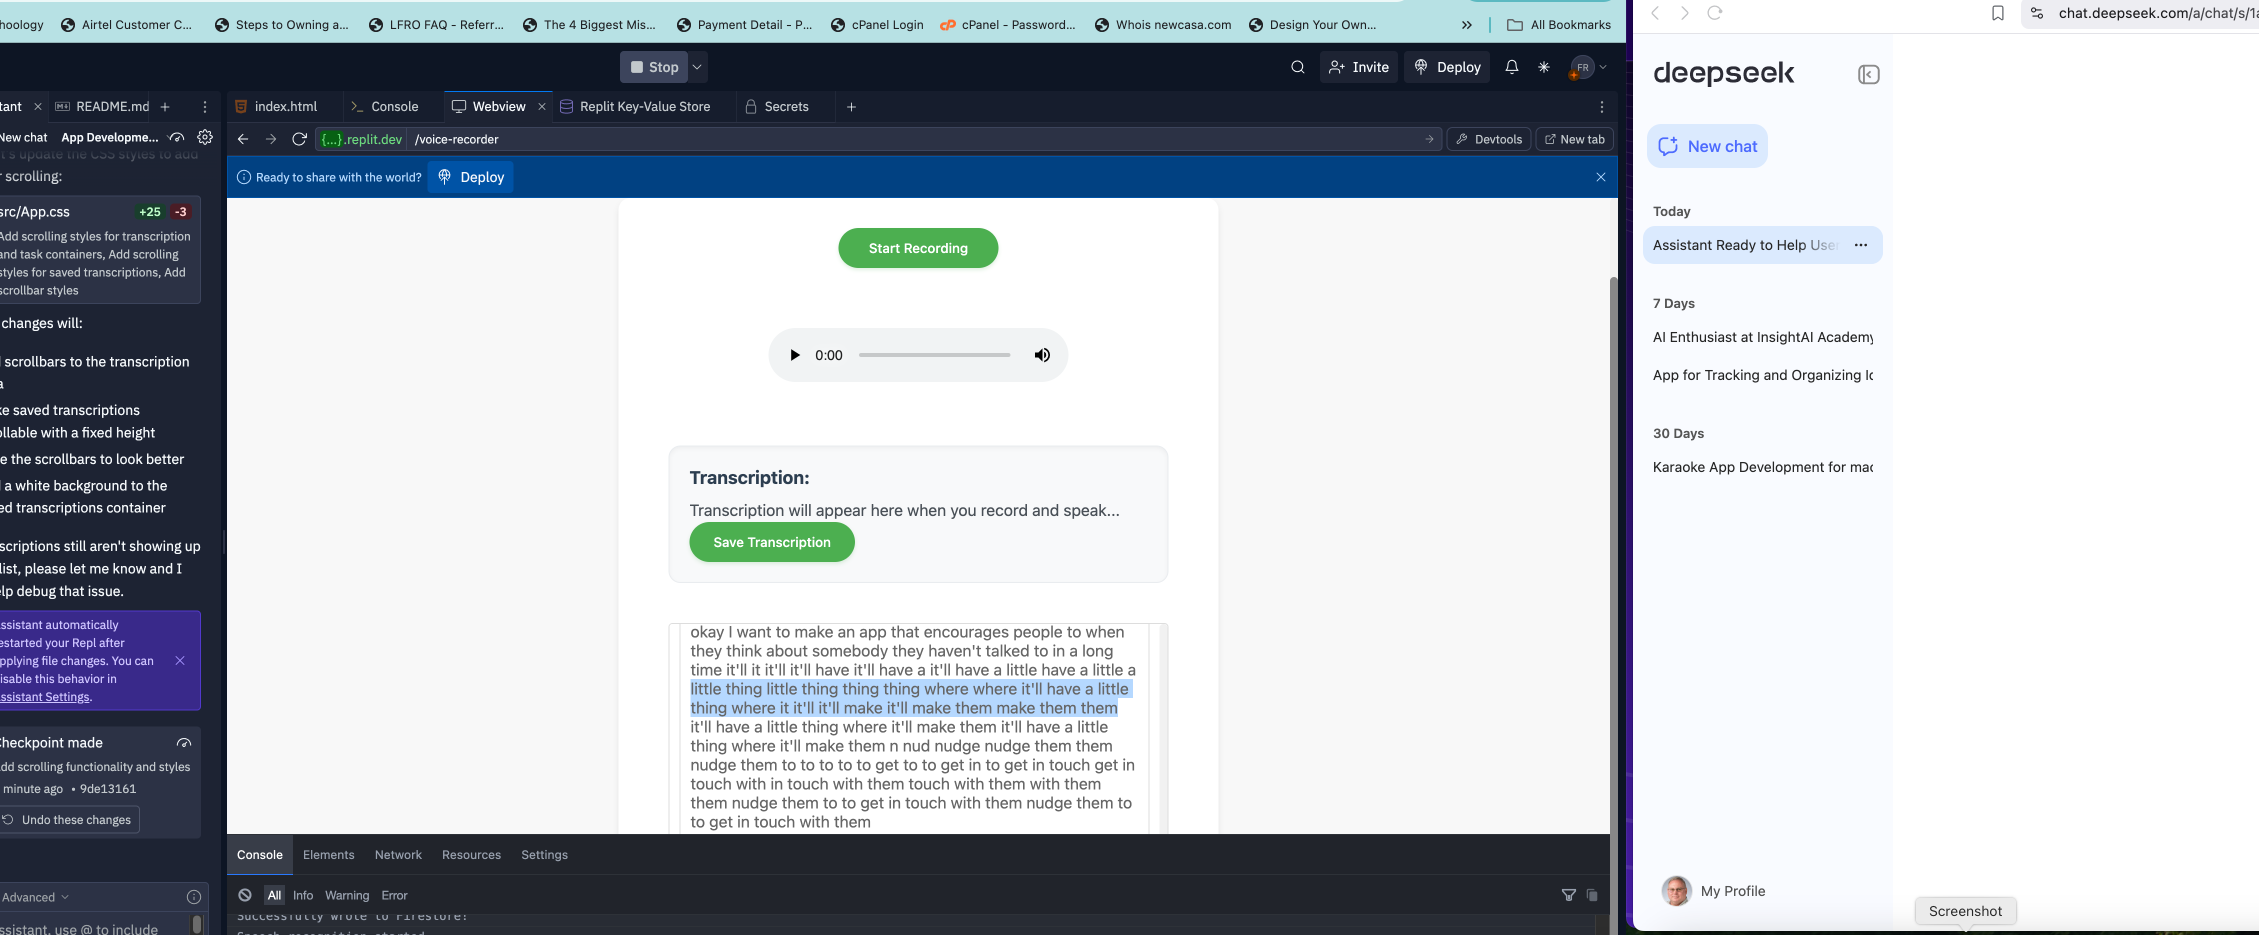 hoology
Airtel Customer C...
Steps to Owning a...
LFRO FAQ - Referr...
The 4 Biggest Mis...
Payment Detail - P...
cPanel Login
cPanel - Password...
Whois newcasa.com
Design Your Own...
»
All Bookmarks
Stop
Invite
Deploy
FR
tant
README.md
index.html
Console
Webview
Replit Key-Value Store
Secrets
New chat
App Developme...
{...}.replit.dev
/voice-recorder
Devtools
New tab
Ready to share with the world?
Deploy
t's update the CSS styles to add
r scrolling:
src/App.css
+25
-3
Add scrolling styles for transcription
and task containers, Add scrolling
styles for saved transcriptions, Add
scrollbar styles
changes will:
scrollbars to the transcription
a
ke saved transcriptions
ollable with a fixed height
e the scrollbars to look better
a white background to the
ed transcriptions container
scriptions still aren't showing up
list, please let me know and I
elp debug that issue.
ssistant automatically
estarted your Repl after
pplying file changes. You can
isable this behavior in
ssistant Settings.
Checkpoint made
dd scrolling functionality and styles
minute ago • 9de13161
Undo these changes
Advanced
ssistant, use @ to include
Start Recording
0:00
Transcription:
Transcription will appear here when you record and speak...
Save Transcription
okay I want to make an app that encourages people to when
they think about somebody they haven't talked to in a long
time it'll it it'll it'll have it'll have a it'll have a little have a little a
little thing little thing thing thing where where it'll have a little
thing where it it'll it'll make it'll make them make them them
it'll have a little thing where it'll make them it'll have a little
thing where it'll make them n nud nudge nudge them them
nudge them to to to to to get to to get in to get in touch get in
touch with in touch with them touch with them with them
them nudge them to to get in touch with them nudge them to
to get in touch with them
Console
Elements
Network
Resources
Settings
All
Info
Warning
Error
Successfully wrote to Firestore!
Speech recognition started
chat.deepseek.com/a/chat/s/1a
deepseek
New chat
Today
Assistant Ready to Help User
7 Days
AI Enthusiast at InsightAI Academy
App for Tracking and Organizing Id
30 Days
Karaoke App Development for mac
My Profile
Screenshot